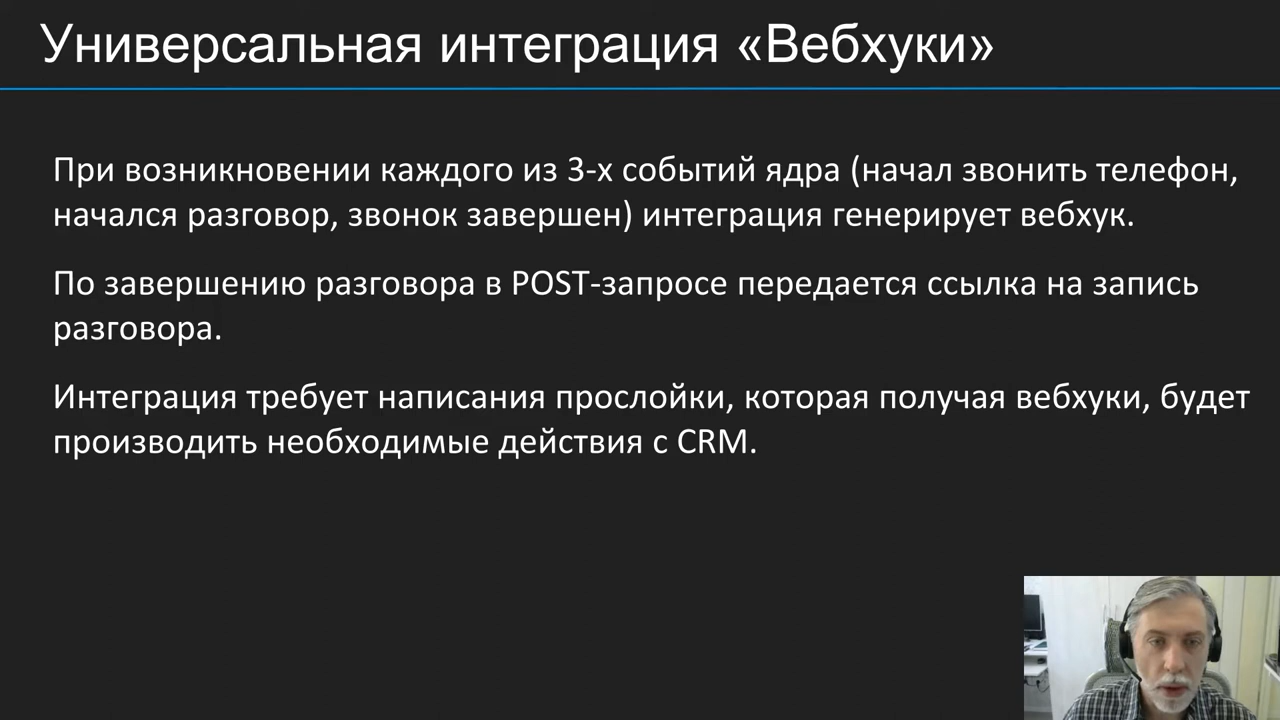 Универсальная интеграция «Вебхуки»
При возникновении каждого из 3-х событий ядра (начал звонить телефон,
начался разговор, звонок завершен) интеграция генерирует вебхук.
По завершению разговора в POST-запросе передается ссылка на запись
разговора.
Интеграция требует написания прослойки, которая получая вебхуки, будет
производить необходимые действия с CRM.